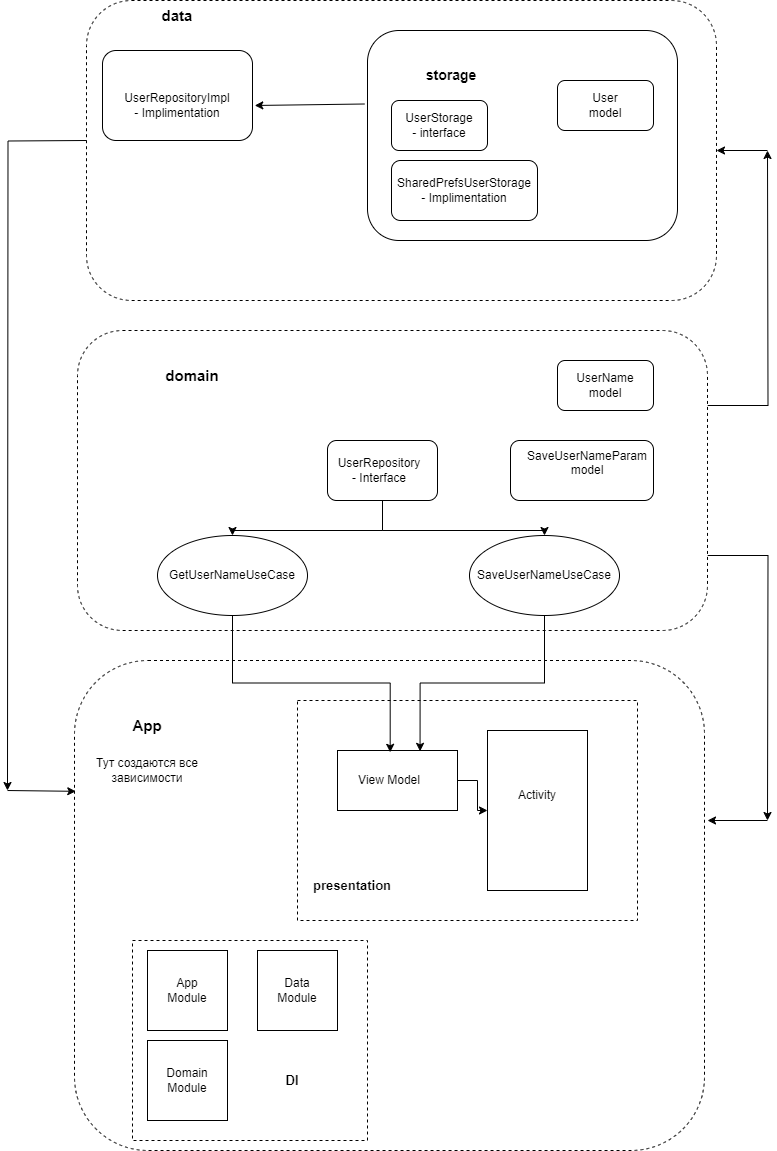 data
UserRepositoryImpl
- Implimentation
storage
UserStorage
- interface
User
model
SharedPrefsUserStorage
- Implimentation
domain
UserName
model
UserRepository
- Interface
SaveUserNameParam
model
GetUserNameUseCase
SaveUserNameUseCase
App
Тут создаются все
зависимости
View Model
Activity
presentation
App
Module
Data
Module
Domain
Module
DI